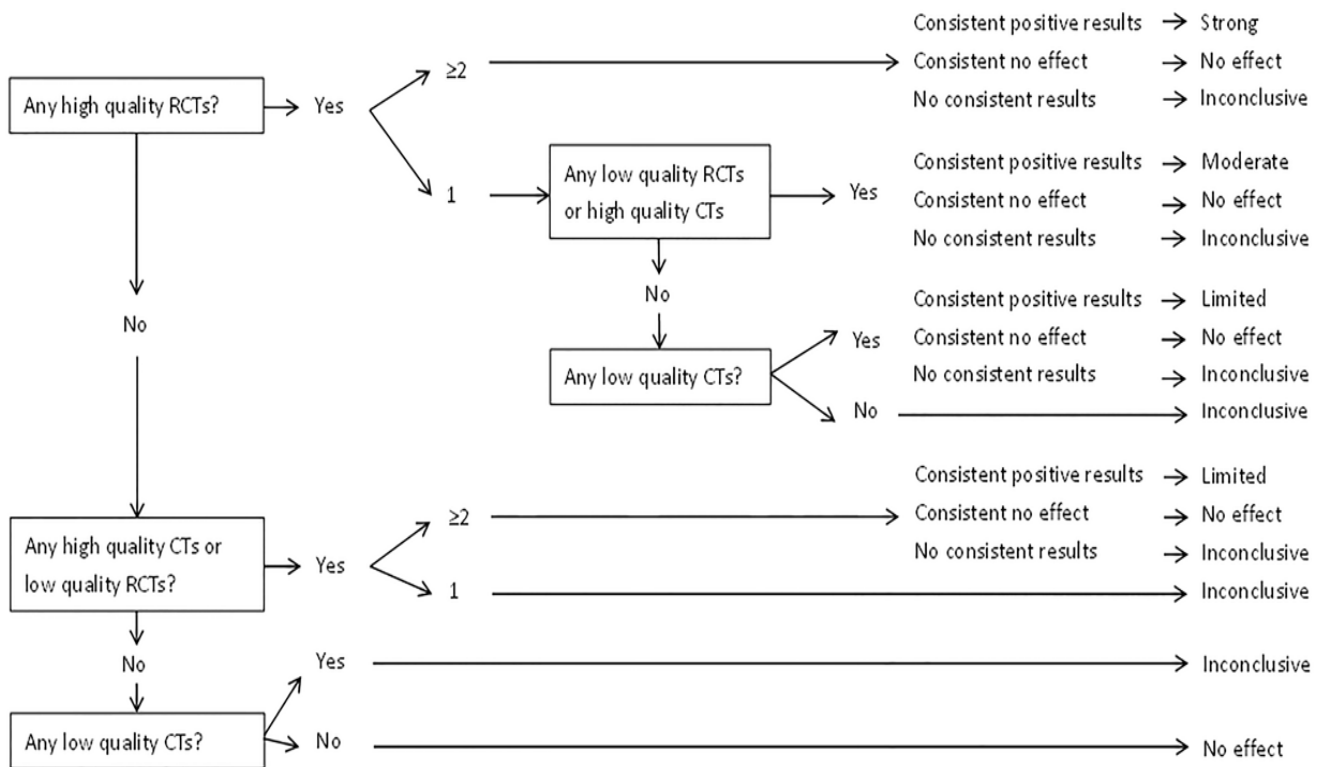 Consistent positive results → Strong
Any high quality RCTs? → Yes ≥2 Consistent no effect → No effect
No consistent results → Inconclusive
1 Any low quality RCTs
or high quality CTs → Yes Consistent positive results → Moderate
Consistent no effect → No effect
No consistent results → Inconclusive
No
Any low quality CTs? Yes Consistent positive results → Limited
Consistent no effect → No effect
No consistent results → Inconclusive
No → Inconclusive
No
Any high quality CTs or
low quality RCTs? → Yes ≥2 Consistent positive results → Limited
Consistent no effect → No effect
No consistent results → Inconclusive
1 → Inconclusive
No
Any low quality CTs? Yes → Inconclusive
No → No effect